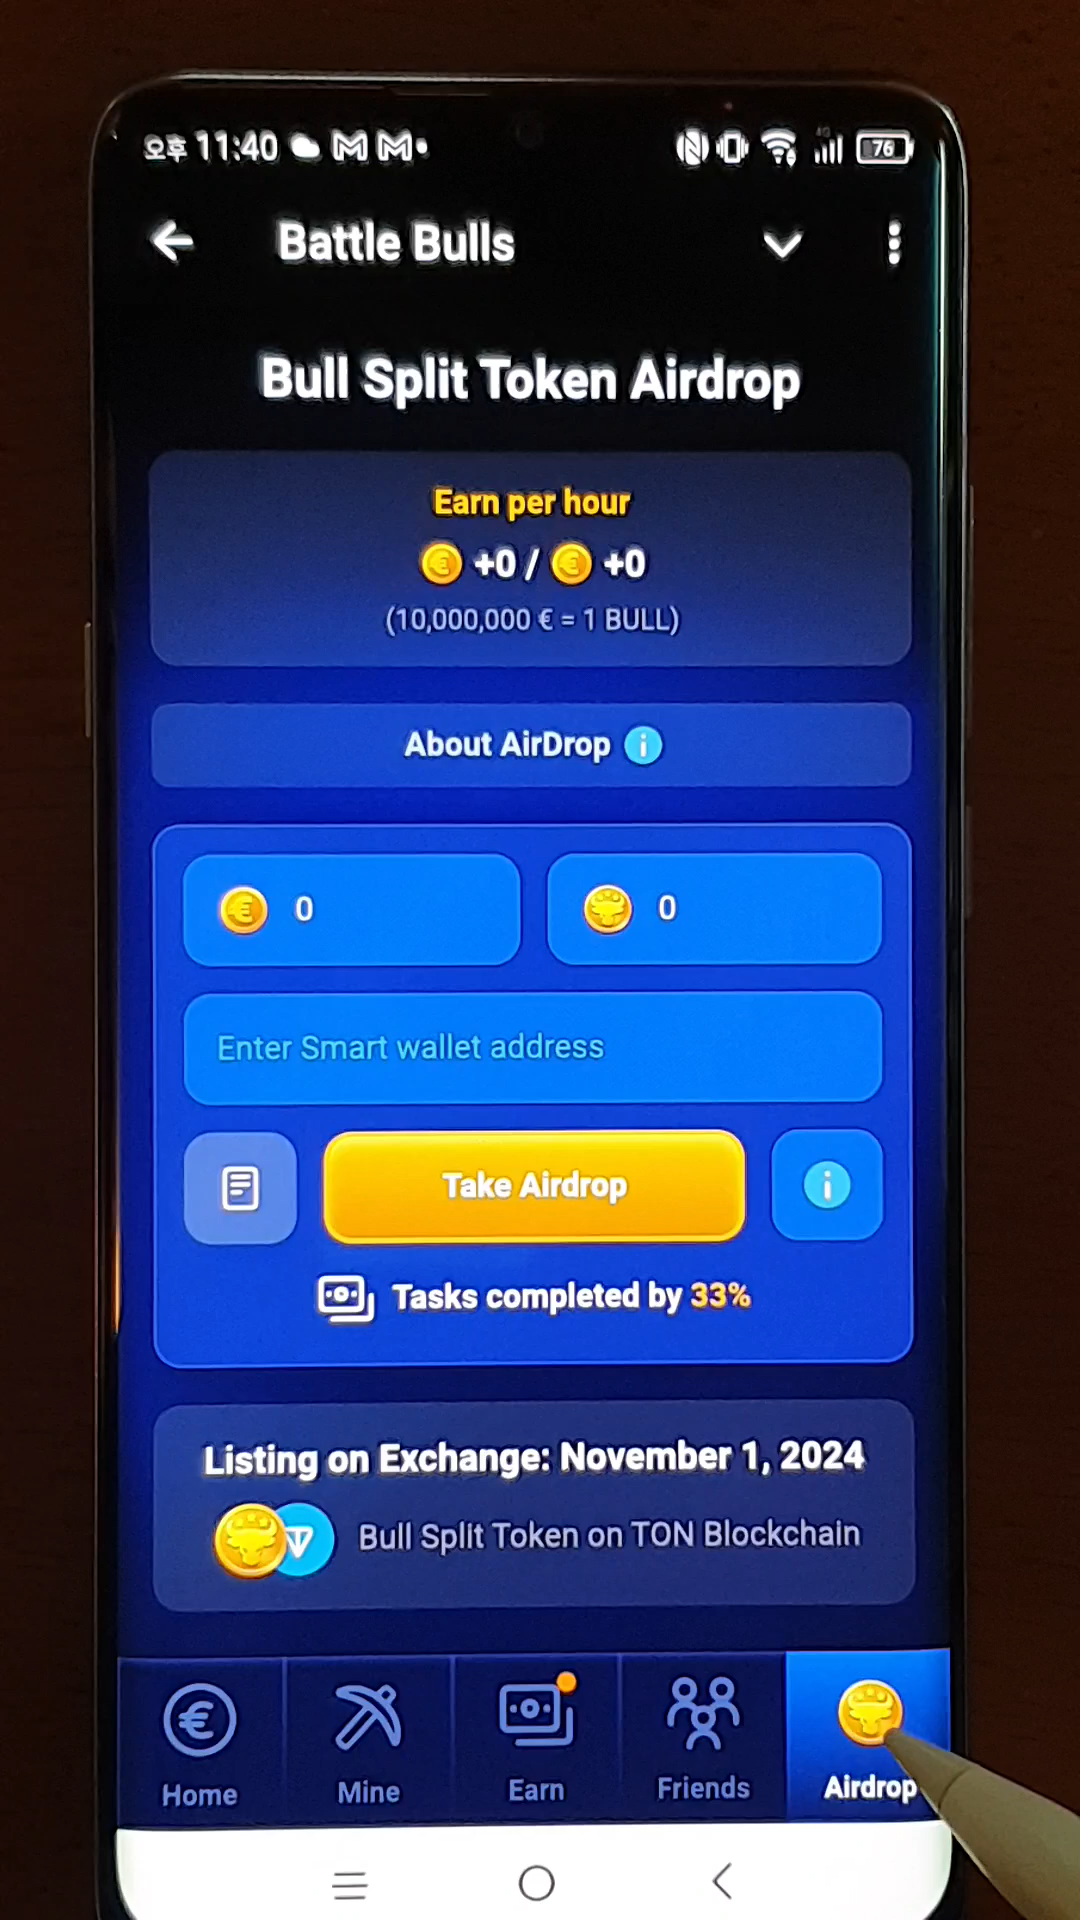 오후 11:40
4G
76
Battle Bulls
Bull Split Token Airdrop
Earn per hour
+0 / +0
(10,000,000 € = 1 BULL)
About AirDrop
0
0
Enter Smart wallet address
Take Airdrop
Tasks completed by 33%
Listing on Exchange: November 1, 2024
Bull Split Token on TON Blockchain
Home
Mine
Earn
Friends
Airdrop